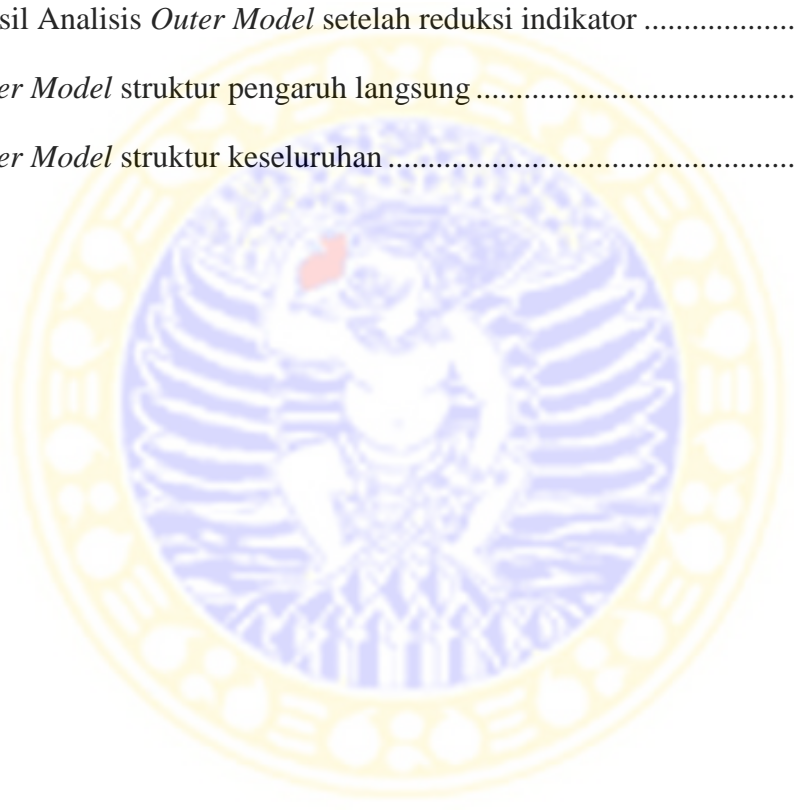 sil Analisis Outer Model setelah reduksi indikator ...................
er Model struktur pengaruh langsung ........................................
er Model struktur keseluruhan ...................................................